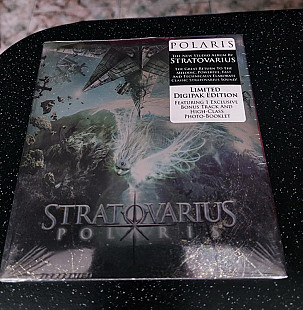 POLARIS
THE NEW STUDIO ALBUM BY
STRATOVARIUS
THE GREAT RETURN TO THE
MELODIC, POWERFUL, FAST
AND TECHNICALLY ELABORATE
CLASSIC STRATOVARIUS SOUND!
LIMITED
DIGIPAK EDITION
FEATURING 1 EXCLUSIVE
BONUS TRACK AND
HIGH-CLASS
PHOTO-BOOKLET
STRATOVARIUS
POLARIS